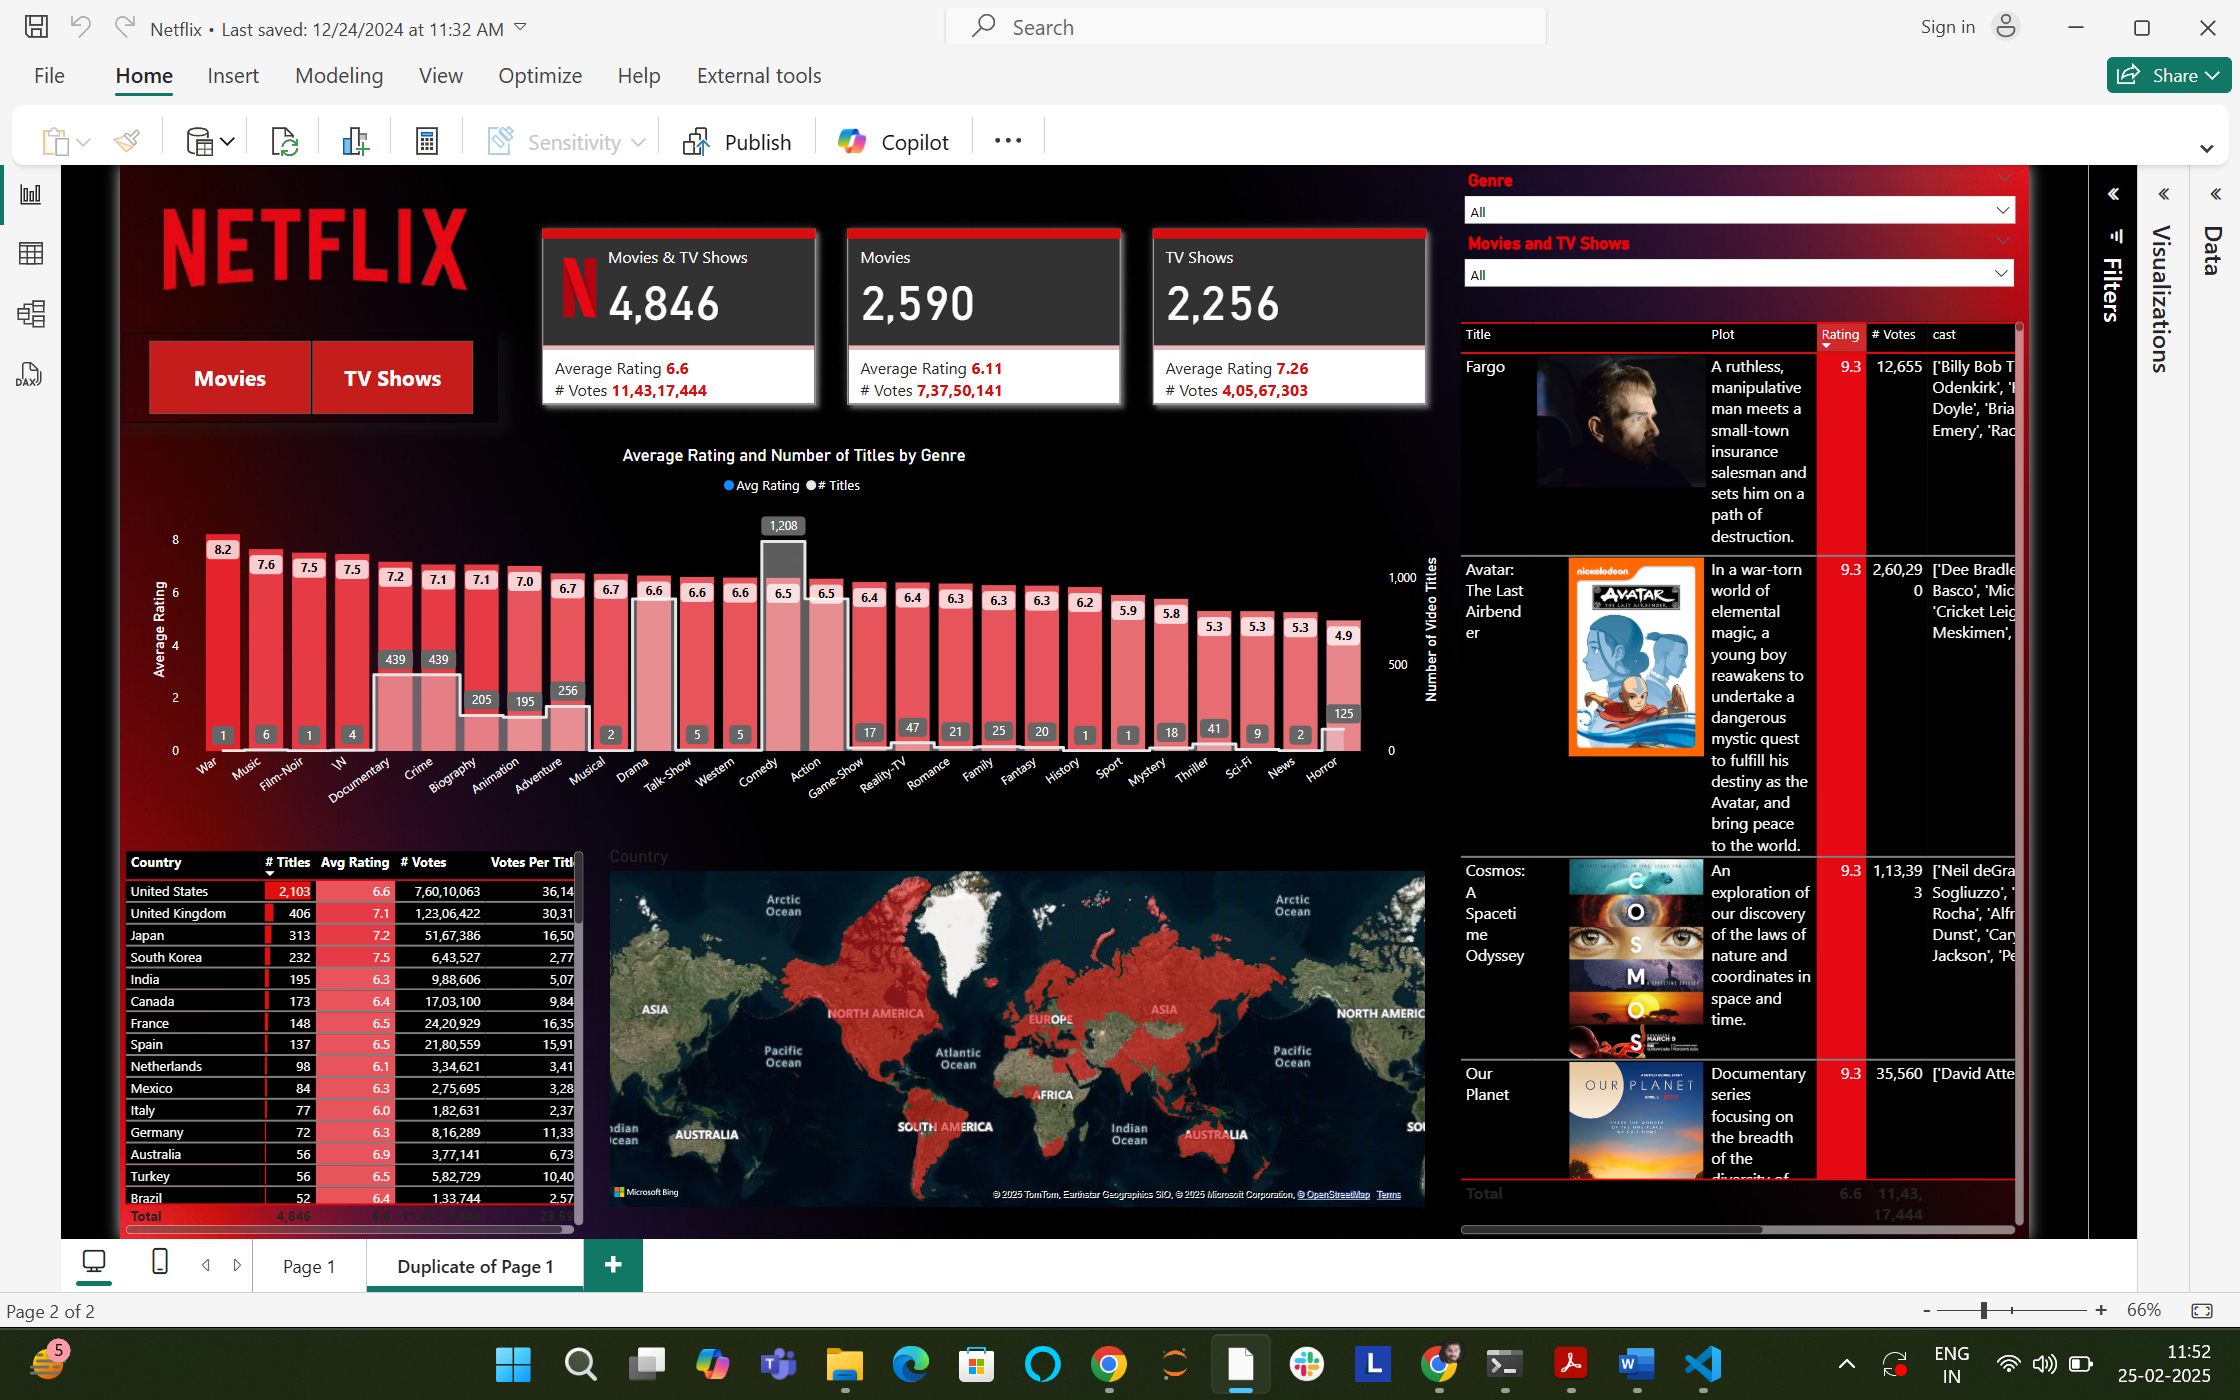 Netflix • Last saved: 12/24/2024 at 11:32 AM
Search
Sign in
File Home Insert Modeling View Optimize Help External tools
Share
Sensitivity
Publish
Copilot
DAX
Filters
Visualizations
Data
NETFLIX
Movies
TV Shows
N
Movies & TV Shows
4,846
Average Rating 6.6
# Votes 11,43,17,444
Movies
2,590
Average Rating 6.11
# Votes 7,37,50,141
TV Shows
2,256
Average Rating 7.26
# Votes 4,05,67,303
Genre
All
Movies and TV Shows
All
Average Rating and Number of Titles by Genre
Avg Rating # Titles
Average Rating
8
6
4
2
0
8.2 7.6 7.5 7.5 7.2 7.1 7.1 7.0 6.7 6.7 6.6 6.6 6.6 6.5 6.5 6.4 6.4 6.3 6.3 6.3 6.2 5.9 5.8 5.3 5.3 5.3 4.9
1 6 1 4 439 439 205 195 256 2 5 5 1,208 17 47 21 25 20 1 1 18 41 9 2 125
1,000
500
0
Number of Video Titles
War Music Film-Noir \N Documentary Crime Biography Animation Adventure Musical Drama Talk-Show Western Comedy Action Game-Show Reality-TV Romance Family Fantasy History Sport Mystery Thriller Sci-Fi News Horror
Country # Titles Avg Rating # Votes Votes Per Titl
United States 2,103 6.6 7,60,10,063 36,14
United Kingdom 406 7.1 1,23,06,422 30,31
Japan 313 7.2 51,67,386 16,50
South Korea 232 7.5 6,43,527 2,77
India 195 6.3 9,88,606 5,07
Canada 173 6.4 17,03,100 9,84
France 148 6.5 24,20,929 16,35
Spain 137 6.5 21,80,559 15,91
Netherlands 98 6.1 3,34,621 3,41
Mexico 84 6.3 2,75,695 3,28
Italy 77 6.0 1,82,631 2,37
Germany 72 6.3 8,16,289 11,33
Australia 56 6.9 3,77,141 6,73
Turkey 56 6.5 5,82,729 10,40
Brazil 52 6.4 1,33,744 2,57
Total 4,846 6.6 23,59
Country
Arctic
Ocean
Arctic
Ocean
ASIA
NORTH AMERICA
EUROPE
ASIA
NORTH AMERIC
Pacific
Ocean
Atlantic
Ocean
Pacific
Ocean
AFRICA
ndian
cean
AUSTRALIA
SOUTH AMERICA
Indian
Ocean
AUSTRALIA
SOU
Microsoft Bing
© 2025 TomTom, Earthstar Geographics SIO, © 2025 Microsoft Corporation, © OpenStreetMap Terms
Title Plot Rating # Votes cast
Fargo
A ruthless,
manipulative
man meets a
small-town
insurance
salesman and
sets him on a
path of
destruction.
9.3
12,655
['Billy Bob T
Odenkirk', '
Doyle', 'Bria
Emery', 'Rac
Avatar:
The Last
Airbend
er
nickelodeon
AVATAR
THE LAST AIRBENDER
In a war-torn
world of
elemental
magic, a
young boy
reawakens to
undertake a
dangerous
mystic quest
to fulfill his
destiny as the
Avatar, and
bring peace
to the world.
9.3
2,60,29
0
['Dee Bradle
Basco', 'Mic
'Cricket Leig
Meskimen',
Cosmos:
A
Spaceti
me
Odyssey
COSMOS
MARCH 9
An
exploration of
our discovery
of the laws of
nature and
coordinates in
space and
time.
9.3
1,13,39
3
['Neil deGra
Sogliuzzo', '
Rocha', 'Alfr
Dunst', 'Cary
Jackson', 'Pe
Our
Planet
OUR PLANET
Documentary
series
focusing on
the breadth
of the
diversity of
9.3
35,560
['David Atte
Total 6.6 11,43,
17,444
Page 1
Duplicate of Page 1
+
Page 2 of 2
- + 66%
5
L
ENG
IN
11:52
25-02-2025